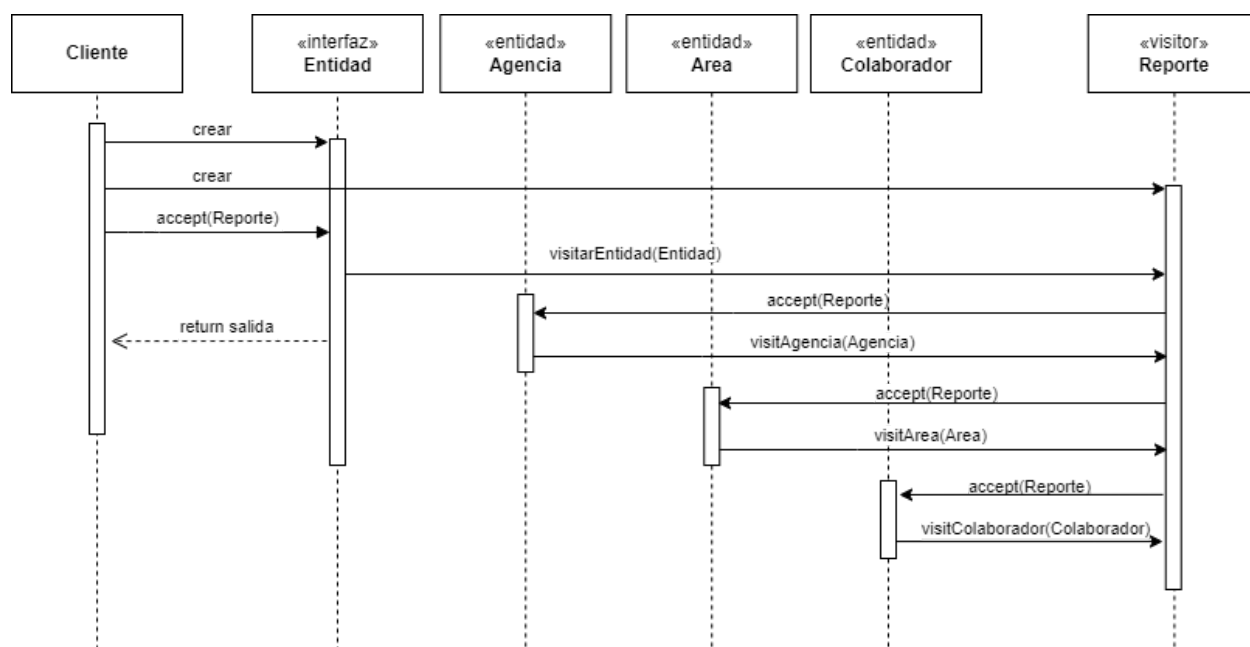 Cliente
«interfaz»
Entidad
«entidad»
Agencia
«entidad»
Area
«entidad»
Colaborador
«visitor»
Reporte
crear
crear
accept(Reporte)
visitarEntidad(Entidad)
accept(Reporte)
return salida
visitAgencia(Agencia)
accept(Reporte)
visitArea(Area)
accept(Reporte)
visitColaborador(Colaborador)